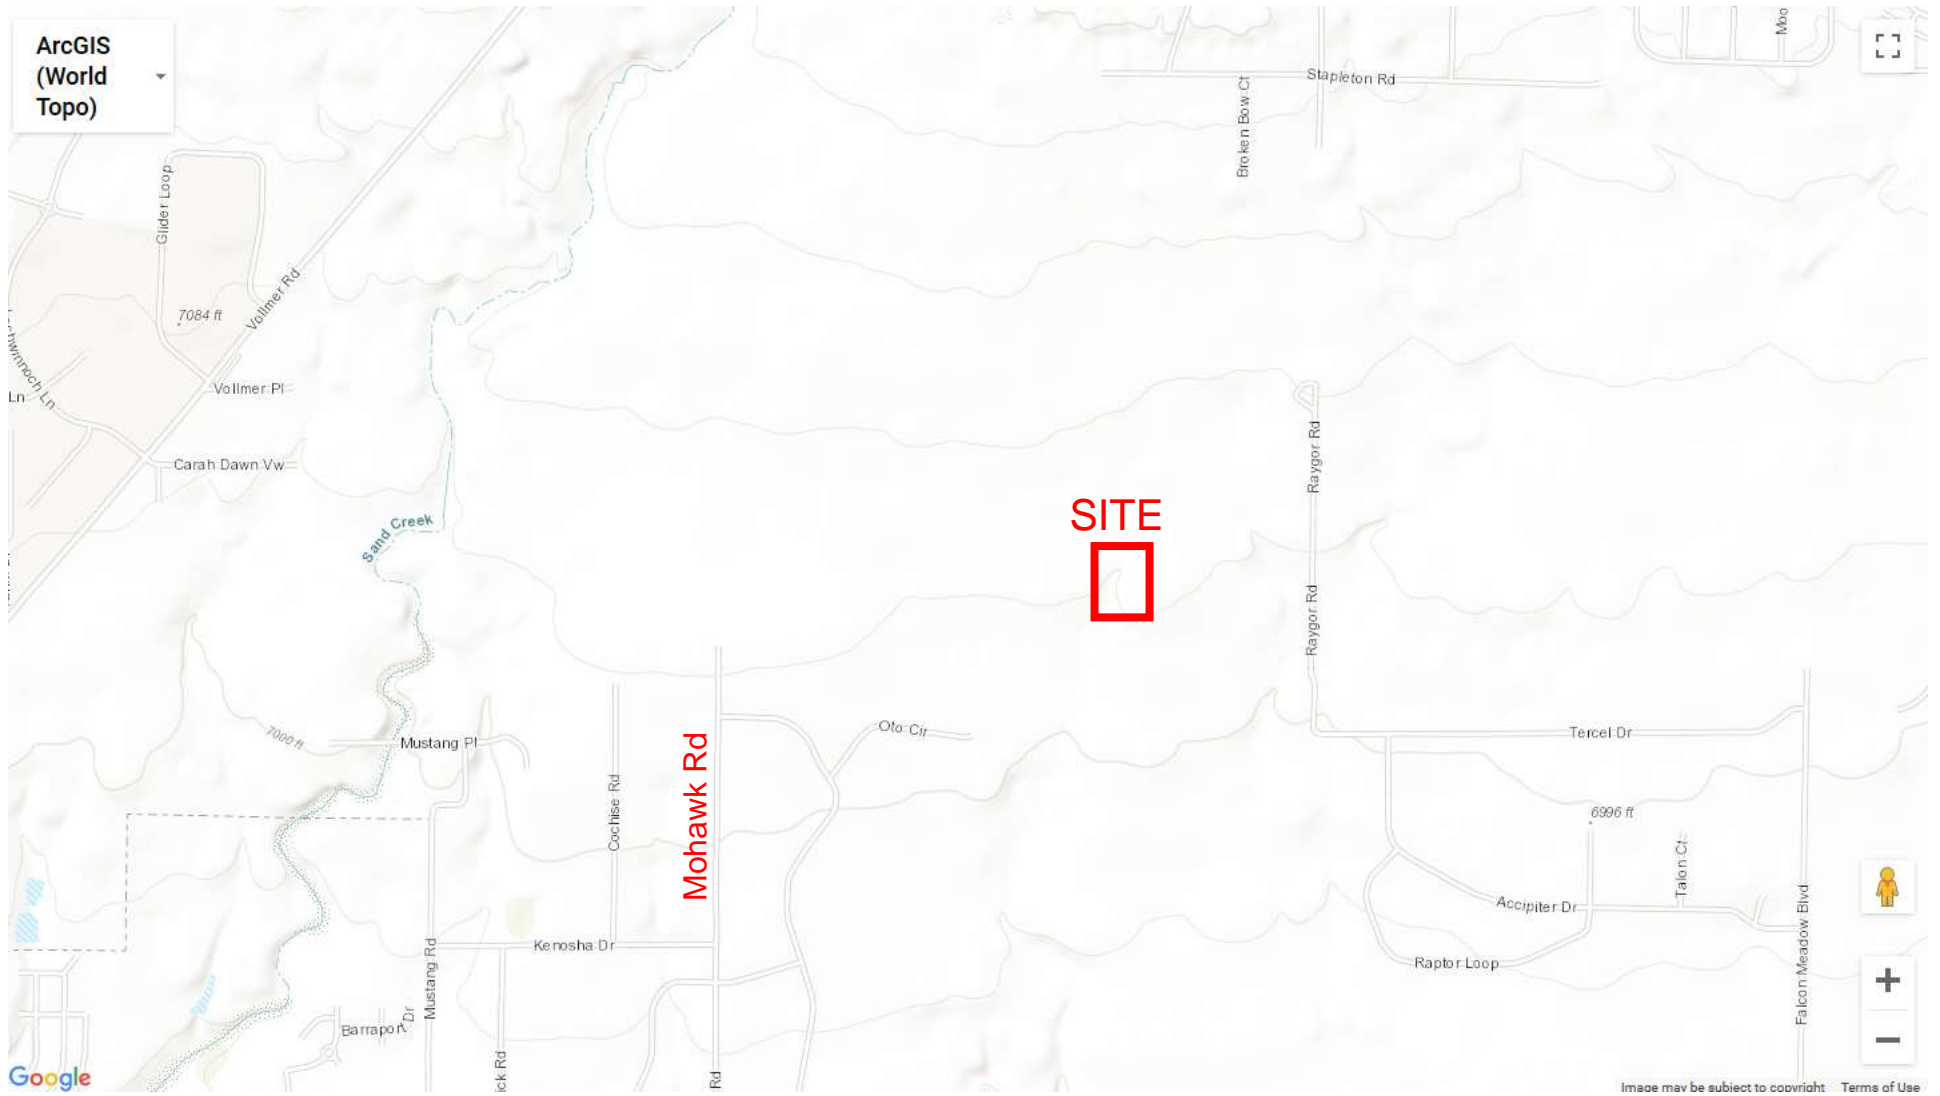 ArcGIS
(World
Topo)
Moo
Stapleton Rd
Broken Bow Ct
Glider Loop
Vollmer Rd
7084 ft
Vollmer Pl
Ln
Carah Dawn Vw
Raygor Rd
SITE
Sand Creek
Raygor Rd
7000 ft
Mustang Pl
Oto Cir
Tercel Dr
Mohawk Rd
Cochise Rd
6996 ft
Talon Ct
Accipiter Dr
Falcon Meadow Blvd
Kenosha Dr
Mustang Rd
Raptor Loop
Barraport Dr
ick Rd
Rd
Google
Image may be subject to copyright Terms of Use